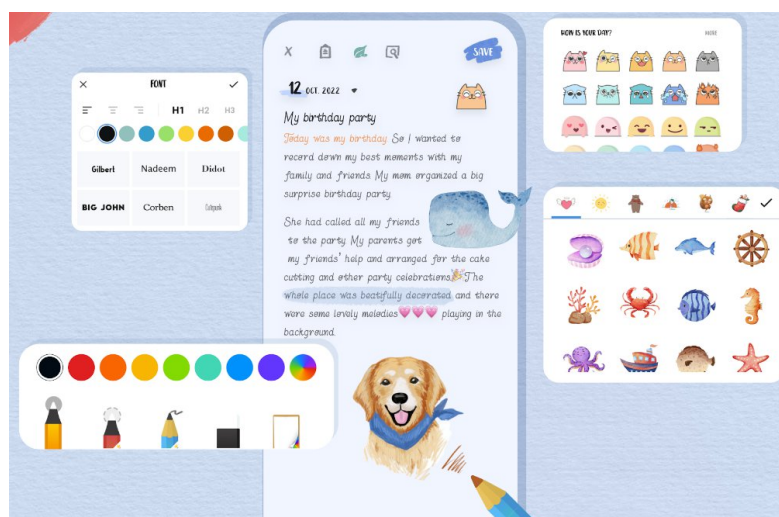 FONT
H1 H2 H3
Gilbert Nadeem Didot
BIG JOHN Corben
X
SAVE
12 OCT. 2022
My birthday party
Today was my birthday So I wanted to
record down my best moments with my
family and friends My mom organized a big
surprise birthday party
She had called all my friends
to the party My parents got
my friends' help and arranged for the cake
cutting and other party celebrations🎉The
whole place was beatifully decorated and there
were some lovely melodies💗💗💗 playing in the
background
HOW IS YOUR DAY?
MORE